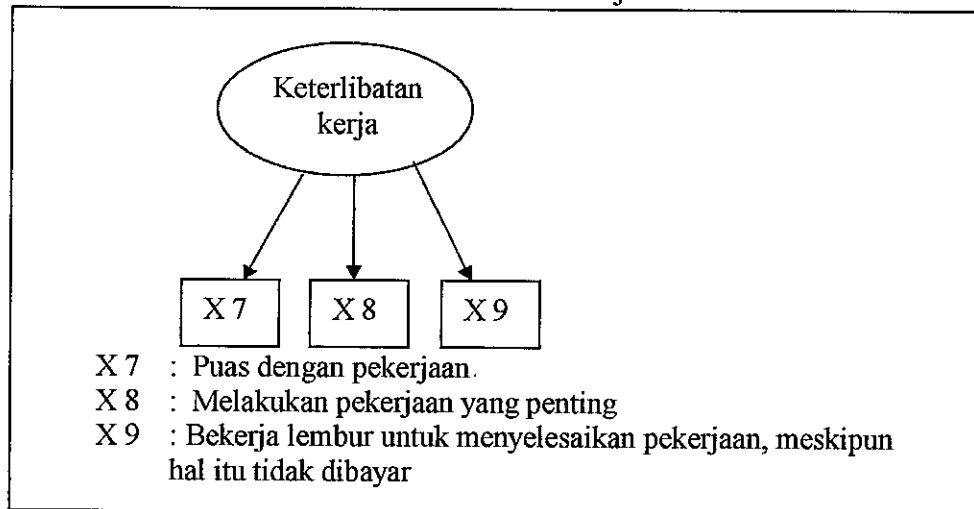 Keterlibatan
kerja
X 7 X 8 X 9
X 7 : Puas dengan pekerjaan.
X 8 : Melakukan pekerjaan yang penting
X 9 : Bekerja lembur untuk menyelesaikan pekerjaan, meskipun
hal itu tidak dibayar